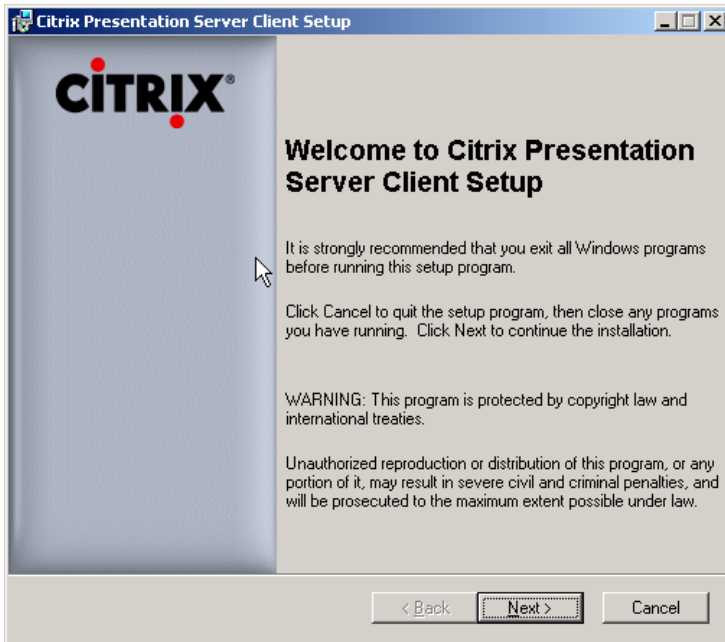 Citrix Presentation Server Client Setup
CITRIX®
Welcome to Citrix Presentation
Server Client Setup
It is strongly recommended that you exit all Windows programs
before running this setup program.
Click Cancel to quit the setup program, then close any programs
you have running.  Click Next to continue the installation.
WARNING: This program is protected by copyright law and
international treaties.
Unauthorized reproduction or distribution of this program, or any
portion of it, may result in severe civil and criminal penalties, and
will be prosecuted to the maximum extent possible under law.
< Back Next > Cancel